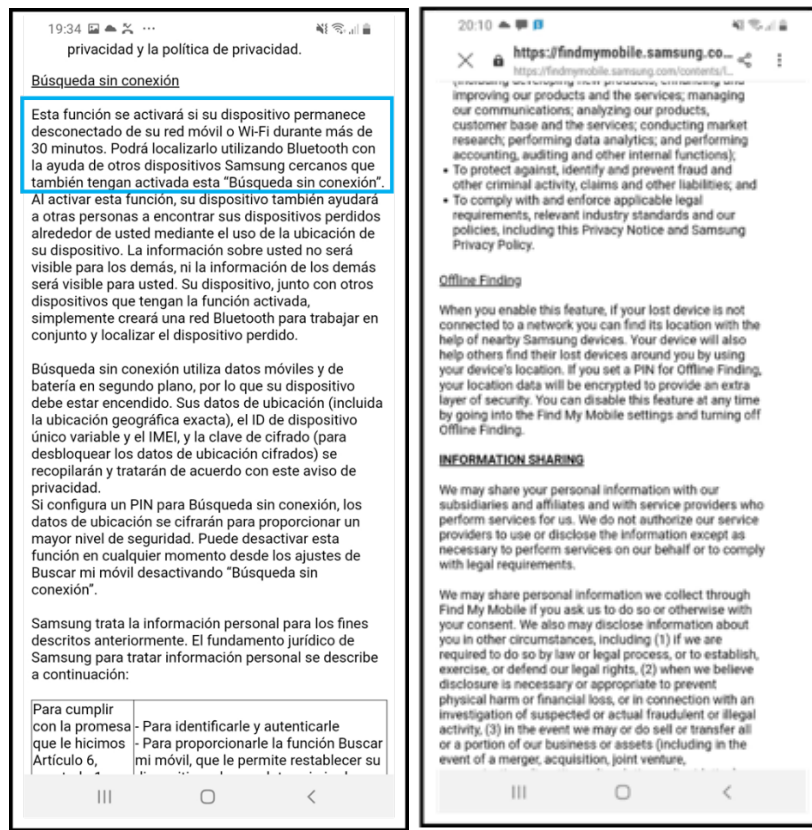 19:34
privacidad y la política de privacidad.
Búsqueda sin conexión
Esta función se activará si su dispositivo permanece
desconectado de su red móvil o Wi-Fi durante más de
30 minutos. Podrá localizarlo utilizando Bluetooth con
la ayuda de otros dispositivos Samsung cercanos que
también tengan activada esta “Búsqueda sin conexión”.
Al activar esta función, su dispositivo también ayudará
a otras personas a encontrar sus dispositivos perdidos
alrededor de usted mediante el uso de la ubicación de
su dispositivo. La información sobre usted no será
visible para los demás, ni la información de los demás
será visible para usted. Su dispositivo, junto con otros
dispositivos que tengan la función activada,
simplemente creará una red Bluetooth para trabajar en
conjunto y localizar el dispositivo perdido.
Búsqueda sin conexión utiliza datos móviles y de
batería en segundo plano, por lo que su dispositivo
debe estar encendido. Sus datos de ubicación (incluida
la ubicación geográfica exacta), el ID de dispositivo
único variable y el IMEI, y la clave de cifrado (para
desbloquear los datos de ubicación cifrados) se
recopilarán y tratarán de acuerdo con este aviso de
privacidad.
Si configura un PIN para Búsqueda sin conexión, los
datos de ubicación se cifrarán para proporcionar un
mayor nivel de seguridad. Puede desactivar esta
función en cualquier momento desde los ajustes de
Buscar mi móvil desactivando “Búsqueda sin
conexión”.
Samsung trata la información personal para los fines
descritos anteriormente. El fundamento jurídico de
Samsung para tratar información personal se describe
a continuación:
Para cumplir
con la promesa
que le hicimos
Artículo 6,
- Para identificarle y autenticarle
- Para proporcionarle la función Buscar
mi móvil, que le permite restablecer su
20:10
https://findmymobile.samsung.co...
https://findmymobile.samsung.com/contents/l...
(including developing new products, enhancing and
improving our products and the services; managing
our communications; analyzing our products,
customer base and the services; conducting market
research; performing data analytics; and performing
accounting, auditing and other internal functions);
• To protect against, identify and prevent fraud and
other criminal activity, claims and other liabilities; and
• To comply with and enforce applicable legal
requirements, relevant industry standards and our
policies, including this Privacy Notice and Samsung
Privacy Policy.
Offline Finding
When you enable this feature, if your lost device is not
connected to a network you can find its location with the
help of nearby Samsung devices. Your device will also
help others find their lost devices around you by using
your device's location. If you set a PIN for Offline Finding,
your location data will be encrypted to provide an extra
layer of security. You can disable this feature at any time
by going into the Find My Mobile settings and turning off
Offline Finding.
INFORMATION SHARING
We may share your personal information with our
subsidiaries and affiliates and with service providers who
perform services for us. We do not authorize our service
providers to use or disclose the information except as
necessary to perform services on our behalf or to comply
with legal requirements.
We may share personal information we collect through
Find My Mobile if you ask us to do so or otherwise with
your consent. We also may disclose information about
you in other circumstances, including (1) if we are
required to do so by law or legal process, or to establish,
exercise, or defend our legal rights, (2) when we believe
disclosure is necessary or appropriate to prevent
physical harm or financial loss, or in connection with an
investigation of suspected or actual fraudulent or illegal
activity, (3) in the event we may or do sell or transfer all
or a portion of our business or assets (including in the
event of a merger, acquisition, joint venture,